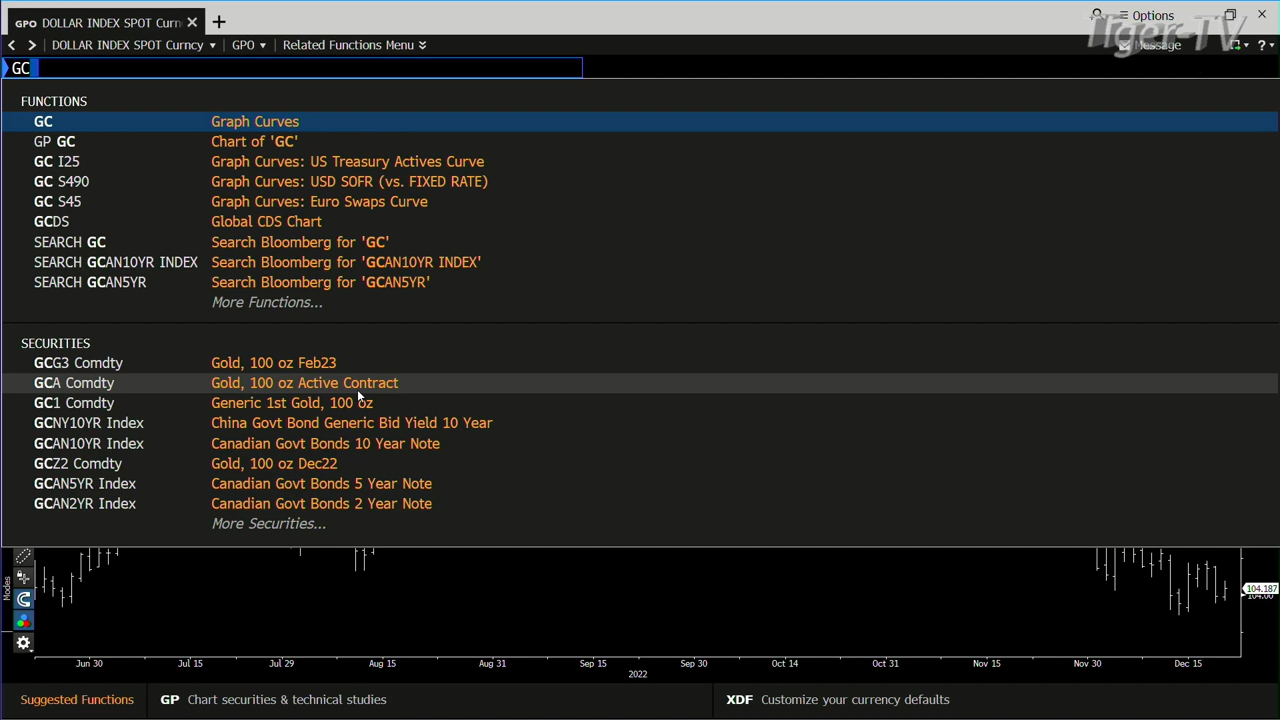 GPO DOLLAR INDEX SPOT Curn
Options
DOLLAR INDEX SPOT Curncy GPO Related Functions Menu
Message
?
Tiger-TV
GC
FUNCTIONS
GC Graph Curves
GP GC Chart of 'GC'
GC I25 Graph Curves: US Treasury Actives Curve
GC S490 Graph Curves: USD SOFR (vs. FIXED RATE)
GC S45 Graph Curves: Euro Swaps Curve
GCDS Global CDS Chart
SEARCH GC Search Bloomberg for 'GC'
SEARCH GCAN10YR INDEX Search Bloomberg for 'GCAN10YR INDEX'
SEARCH GCAN5YR Search Bloomberg for 'GCAN5YR'
More Functions...
SECURITIES
GCG3 Comdty Gold, 100 oz Feb23
GCA Comdty Gold, 100 oz Active Contract
GC1 Comdty Generic 1st Gold, 100 oz
GCNY10YR Index China Govt Bond Generic Bid Yield 10 Year
GCAN10YR Index Canadian Govt Bonds 10 Year Note
GCZ2 Comdty Gold, 100 oz Dec22
GCAN5YR Index Canadian Govt Bonds 5 Year Note
GCAN2YR Index Canadian Govt Bonds 2 Year Note
More Securities...
Modes
104.187
104.00
Jun 30 Jul 15 Jul 29 Aug 15 Aug 31 Sep 15 Sep 30 Oct 14 Oct 31 Nov 15 Nov 30 Dec 15
2022
Suggested Functions GP Chart securities & technical studies XDF Customize your currency defaults